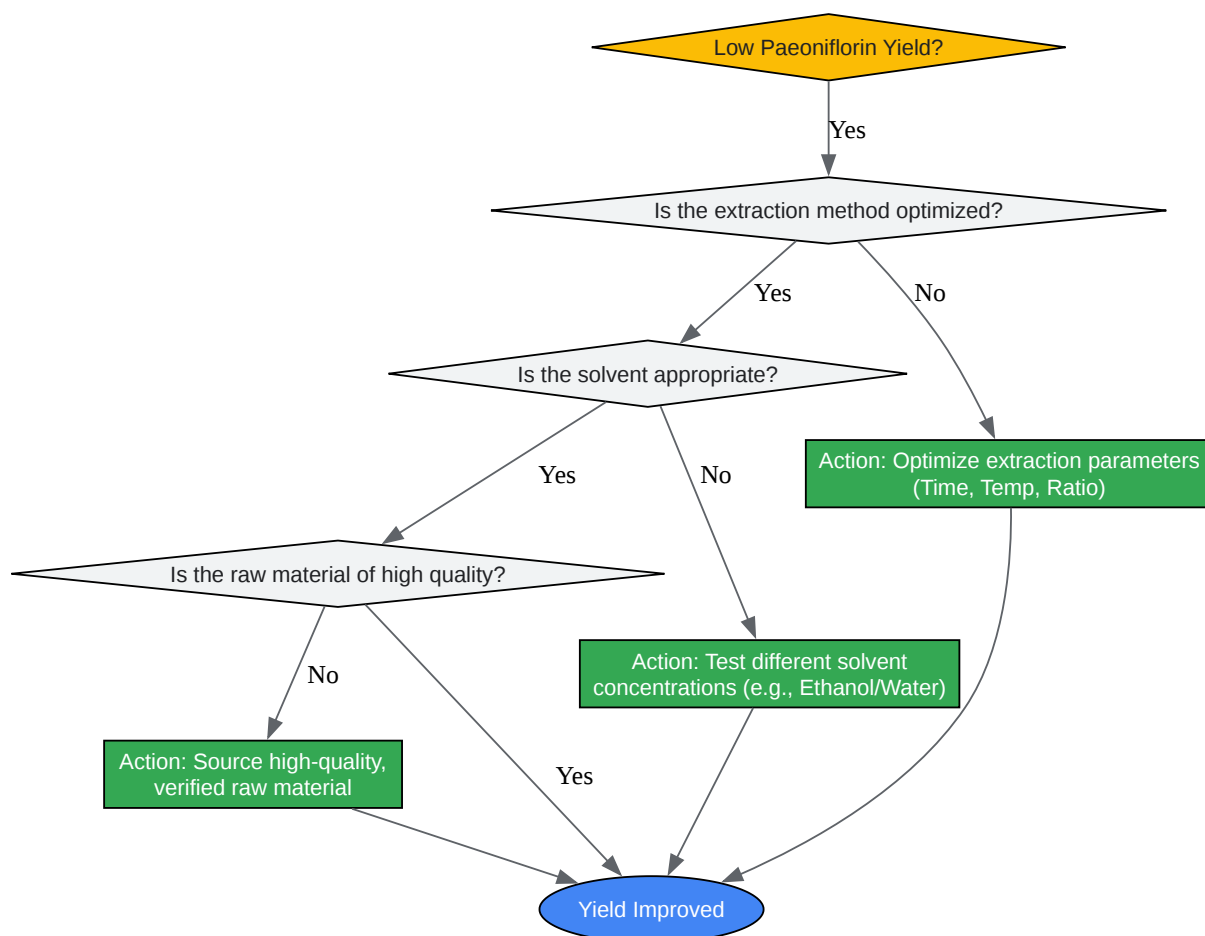 Low Paeoniflorin Yield?
Yes
Is the extraction method optimized?
Yes
No
Is the solvent appropriate?
Action: Optimize extraction parameters
(Time, Temp, Ratio)
Yes
No
Is the raw material of high quality?
Action: Test different solvent
concentrations (e.g., Ethanol/Water)
No
Action: Source high-quality,
verified raw material
Yes
Yield Improved